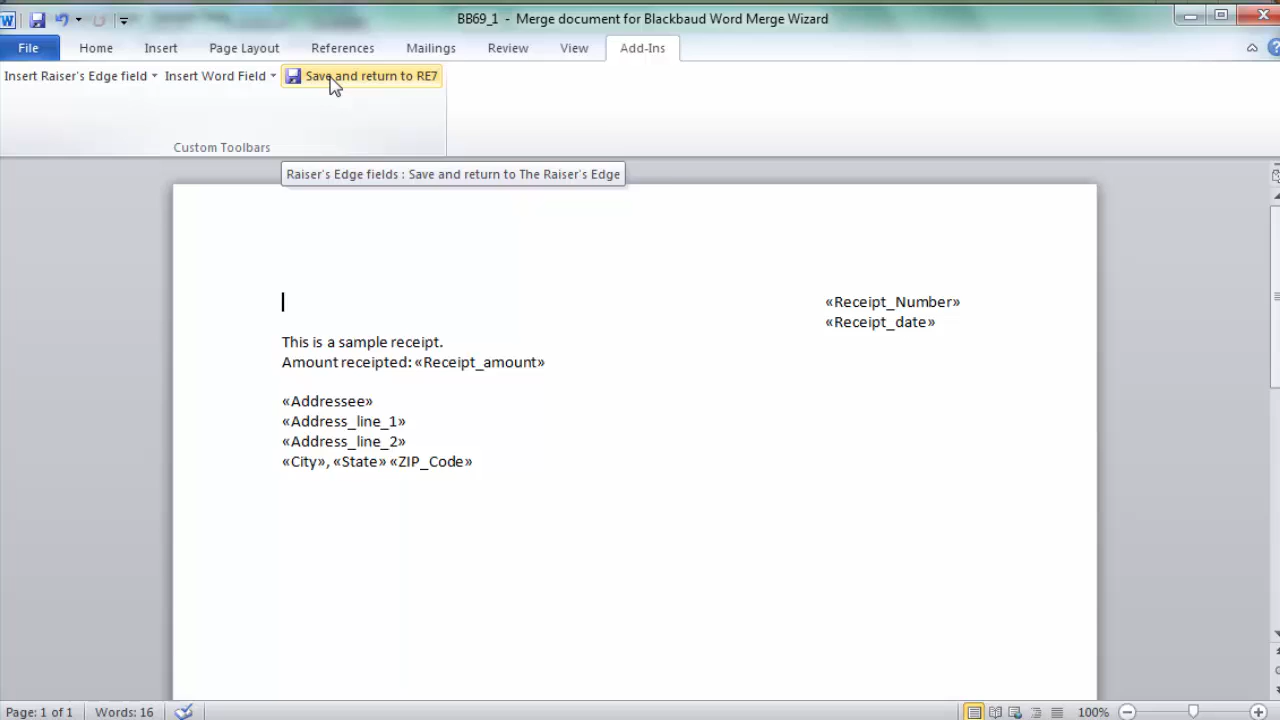 BB69_1 - Merge document for Blackbaud Word Merge Wizard
File Home Insert Page Layout References Mailings Review View Add-Ins
Insert Raiser's Edge field Insert Word Field Save and return to RE7
Custom Toolbars
Raiser's Edge fields : Save and return to The Raiser's Edge
«Receipt_Number»
«Receipt_date»
This is a sample receipt.
Amount receipted: «Receipt_amount»
«Addressee»
«Address_line_1»
«Address_line_2»
«City», «State» «ZIP_Code»
Page: 1 of 1 Words: 16 100%